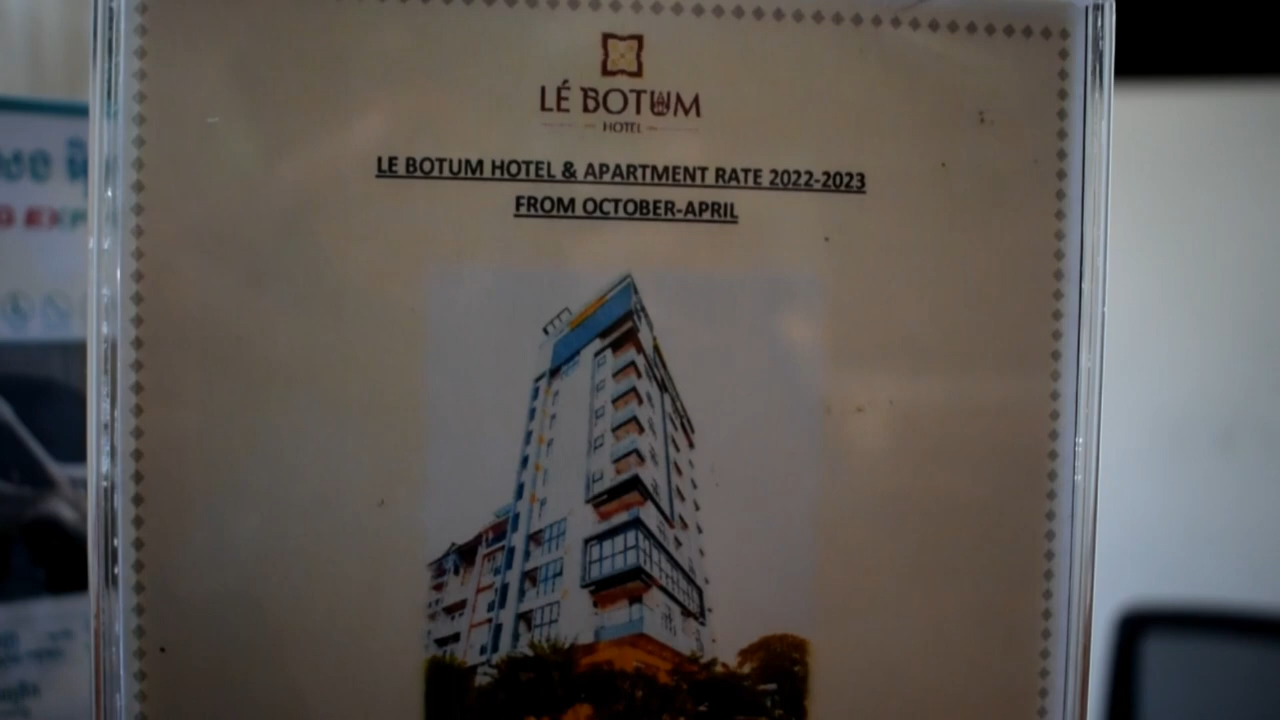 LÉ BOTUM
HOTEL
LE BOTUM HOTEL & APARTMENT RATE 2022-2023
FROM OCTOBER-APRIL